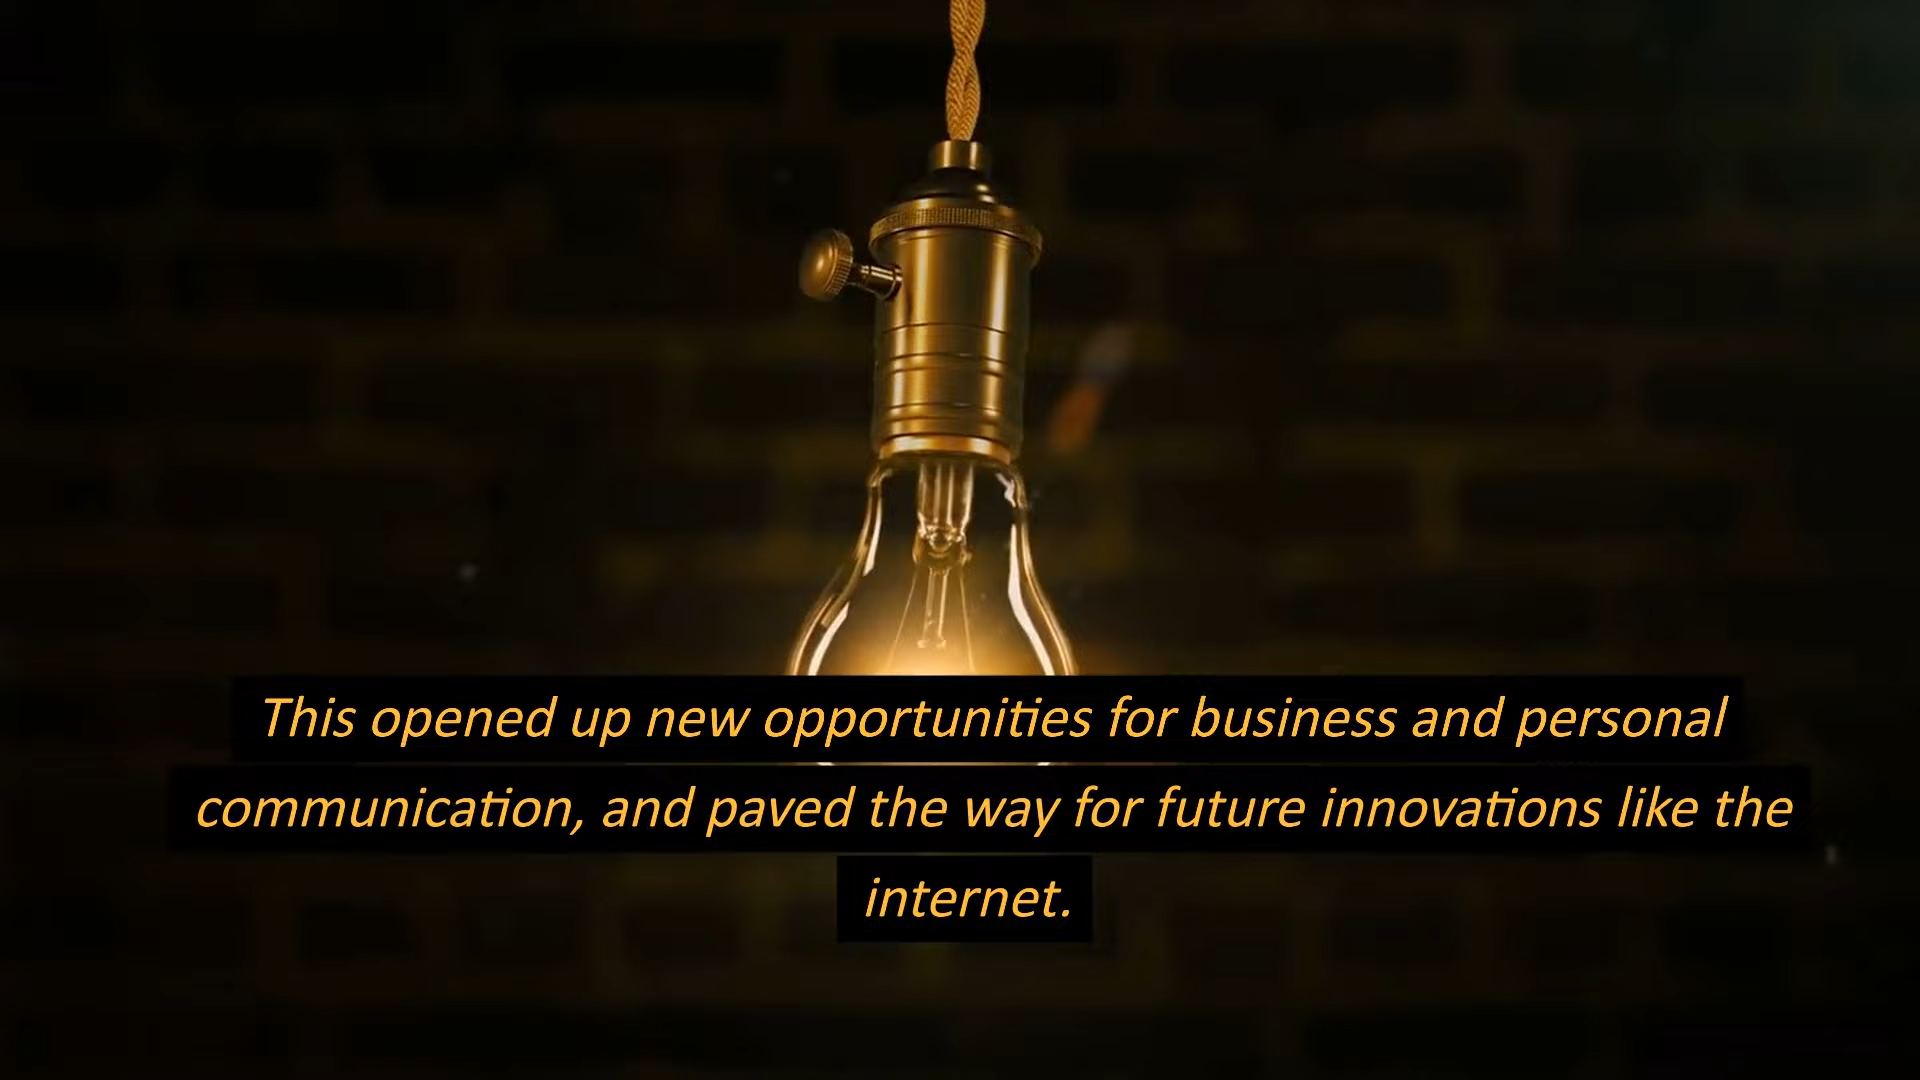 This opened up new opportunities for business and personal
communication, and paved the way for future innovations like the
internet.